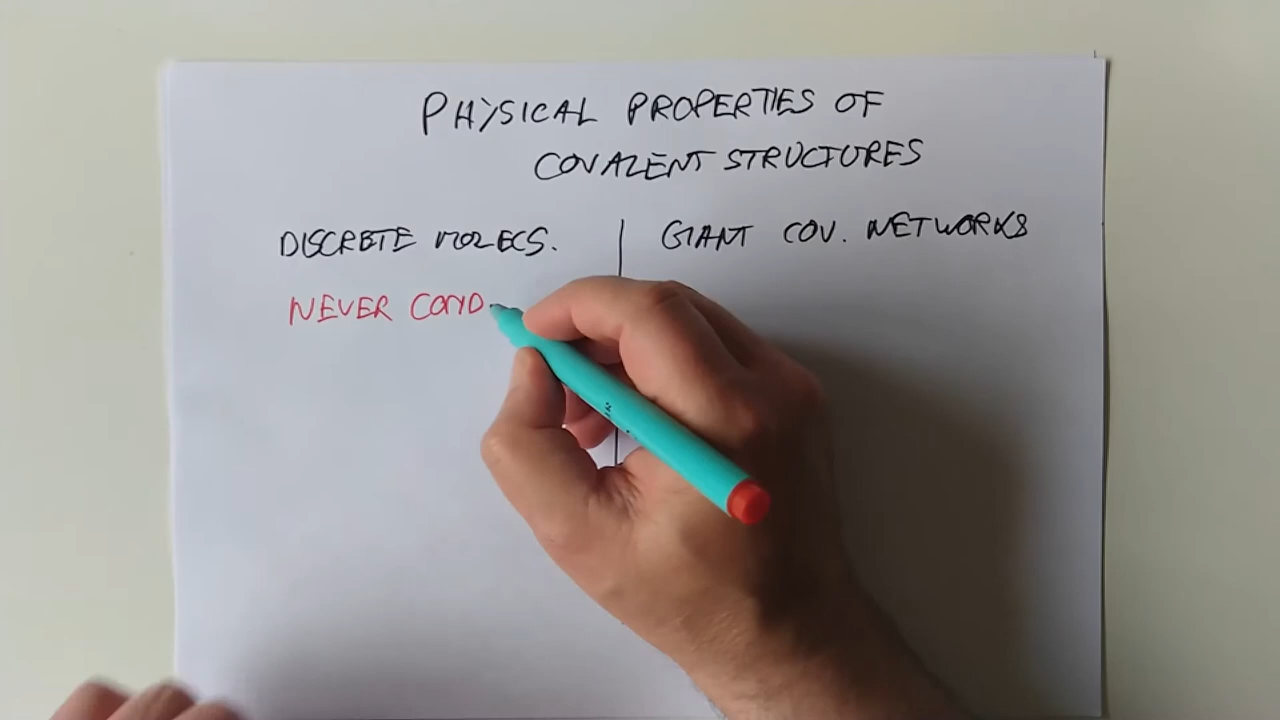 PHYSICAL PROPERTIES OF
COVALENT STRUCTURES
DISCRETE MOLECS.
GIANT COV. NETWORKS
NEVER COND